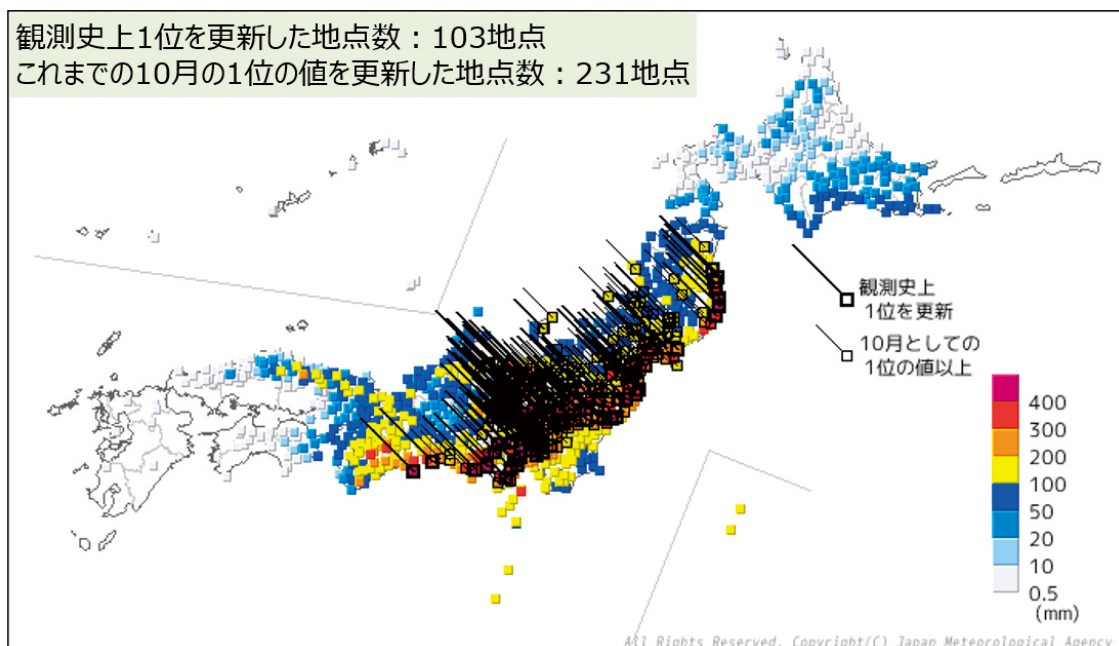 観測史上1位を更新した地点数：103地点
これまでの10月の1位の値を更新した地点数：231地点
観測史上
1位を更新
10月としての
1位の値以上
400
300
200
100
50
20
10
0.5
(mm)
All Rights Reserved. Copyright(C) Japan Meteorological Agency